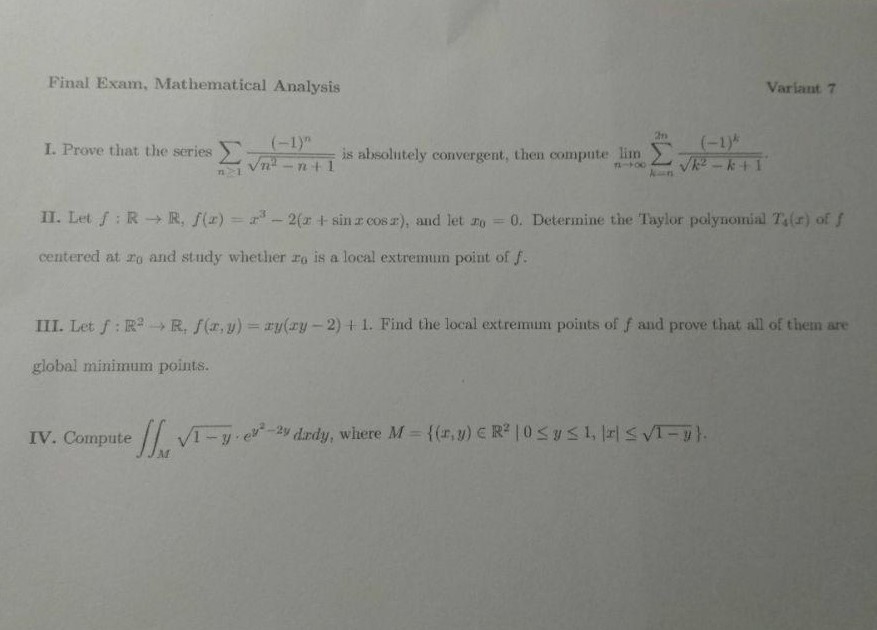 Final Exam, Mathematical Analysis Variant 7
I. Prove that the series $\sum_{n\geq 1} \frac{(-1)^n}{\sqrt{n^2-n+1}}$ is absolutely convergent, then compute $\lim_{n\to\infty} \sum_{k=n}^{2n} \frac{(-1)^k}{\sqrt{k^2-k+1}}$.
II. Let $f : \mathbb{R} \to \mathbb{R}$, $f(x) = x^3 - 2(x + \sin x \cos x)$, and let $x_0 = 0$. Determine the Taylor polynomial $T_4(x)$ of $f$
centered at $x_0$ and study whether $x_0$ is a local extremum point of $f$.
III. Let $f : \mathbb{R}^2 \to \mathbb{R}$, $f(x, y) = xy(xy - 2) + 1$. Find the local extremum points of $f$ and prove that all of them are
global minimum points.
IV. Compute $\iint_M \sqrt{1-y} \cdot e^{y^2-2y} \, dxdy$, where $M = \{(x, y) \in \mathbb{R}^2 \mid 0 \leq y \leq 1, |x| \leq \sqrt{1-y}\}$.